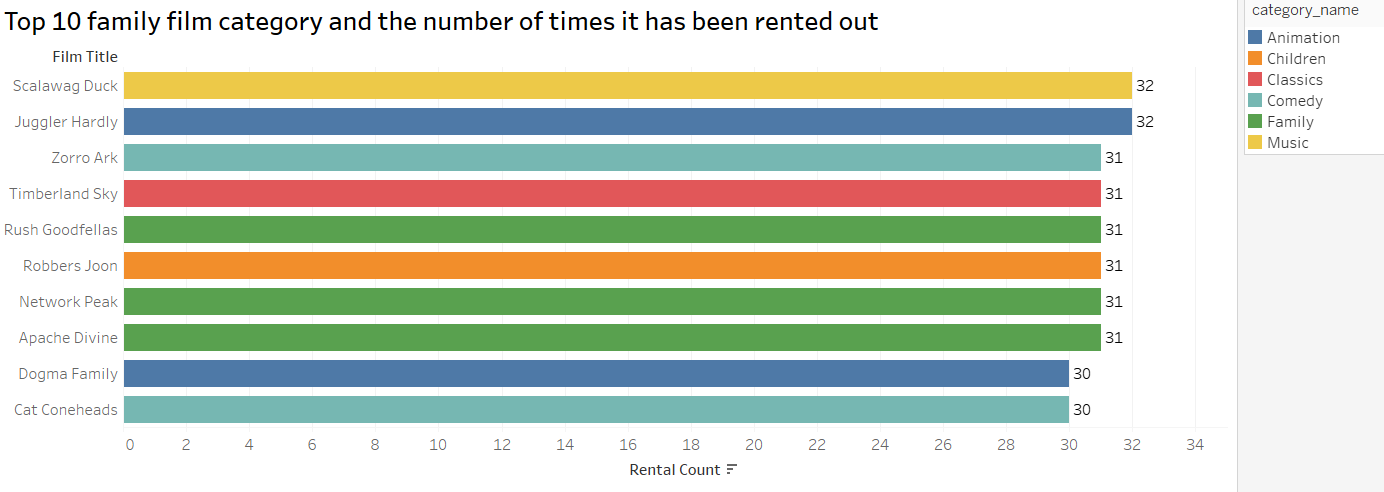 Top 10 family film category and the number of times it has been rented out
Film Title
Scalawag Duck 32
Juggler Hardly 32
Zorro Ark 31
Timberland Sky 31
Rush Goodfellas 31
Robbers Joon 31
Network Peak 31
Apache Divine 31
Dogma Family 30
Cat Coneheads 30
0 2 4 6 8 10 12 14 16 18 20 22 24 26 28 30 32 34
Rental Count
category_name
Animation
Children
Classics
Comedy
Family
Music